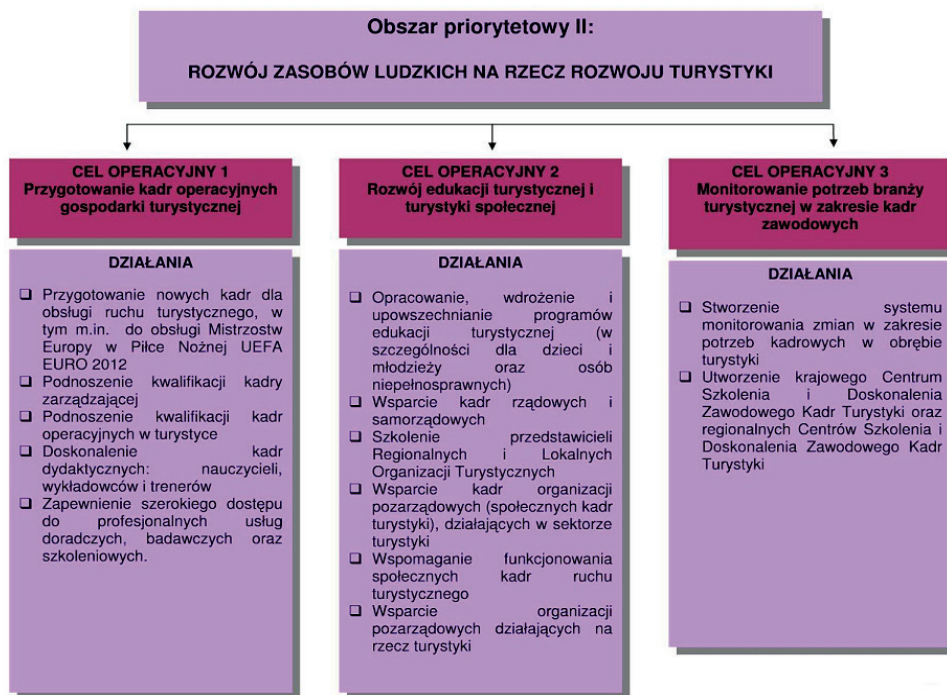 Obszar priorytetowy II:
ROZWÓJ ZASOBÓW LUDZKICH NA RZECZ ROZWOJU TURYSTYKI
CEL OPERACYJNY 1
Przygotowanie kadr operacyjnych
gospodarki turystycznej
DZIAŁANIA
❑ Przygotowanie nowych kadr dla
obsługi ruchu turystycznego, w
tym m.in. do obsługi Mistrzostw
Europy w Piłce Nożnej UEFA
EURO 2012
❑ Podnoszenie kwalifikacji kadry
zarządzającej
❑ Podnoszenie kwalifikacji kadr
operacyjnych w turystyce
❑ Doskonalenie kadr
dydaktycznych: nauczycieli,
wykładowców i trenerów
❑ Zapewnienie szerokiego dostępu
do profesjonalnych usług
doradczych, badawczych oraz
szkoleniowych.
CEL OPERACYJNY 2
Rozwój edukacji turystycznej i
turystyki społecznej
DZIAŁANIA
❑ Opracowanie, wdrożenie i
upowszechnianie programów
edukacji turystycznej (w
szczególności dla dzieci i
młodzieży oraz osób
niepełnosprawnych)
❑ Wsparcie kadr rządowych i
samorządowych
❑ Szkolenie przedstawicieli
Regionalnych i Lokalnych
Organizacji Turystycznych
❑ Wsparcie kadr organizacji
pozarządowych (społecznych kadr
turystyki), działających w sektorze
turystyki
❑ Wspomaganie funkcjonowania
społecznych kadr ruchu
turystycznego
❑ Wsparcie organizacji
pozarządowych działających na
rzecz turystyki
CEL OPERACYJNY 3
Monitorowanie potrzeb branży
turystycznej w zakresie kadr
zawodowych
DZIAŁANIA
❑ Stworzenie systemu
monitorowania zmian w zakresie
potrzeb kadrowych w obrębie
turystyki
❑ Utworzenie krajowego Centrum
Szkolenia i Doskonalenia
Zawodowego Kadr Turystyki oraz
regionalnych Centrów Szkolenia i
Doskonalenia Zawodowego Kadr
Turystyki